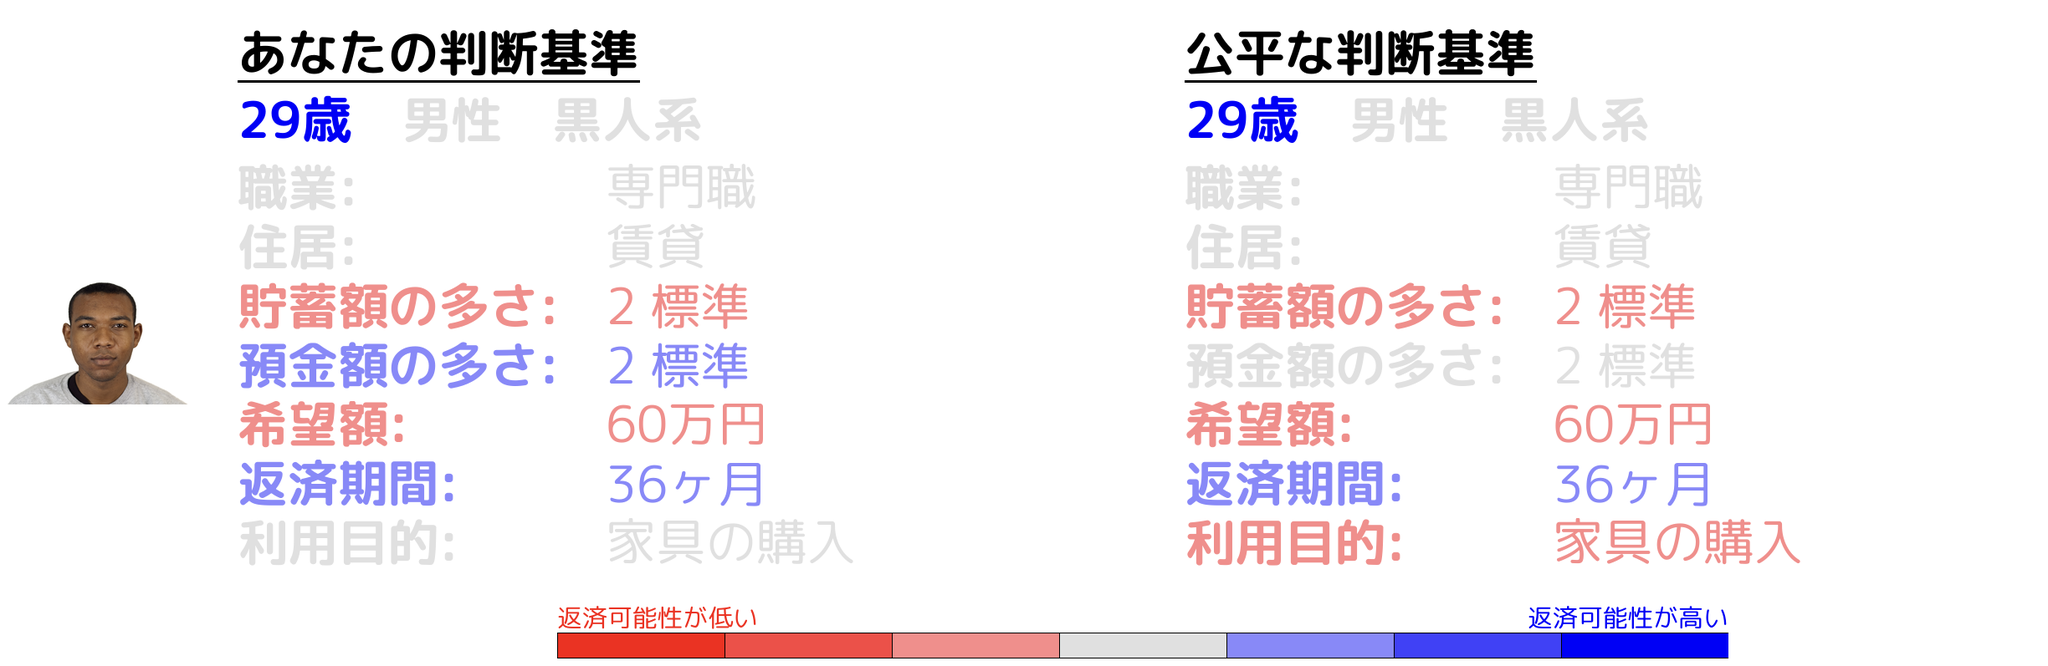 あなたの判断基準
29歳 男性 黒人系
職業: 専門職
住居: 賃貸
貯蓄額の多さ: 2 標準
預金額の多さ: 2 標準
希望額: 60万円
返済期間: 36ヶ月
利用目的: 家具の購入
公平な判断基準
29歳 男性 黒人系
職業: 専門職
住居: 賃貸
貯蓄額の多さ: 2 標準
預金額の多さ: 2 標準
希望額: 60万円
返済期間: 36ヶ月
利用目的: 家具の購入
返済可能性が低い
返済可能性が高い